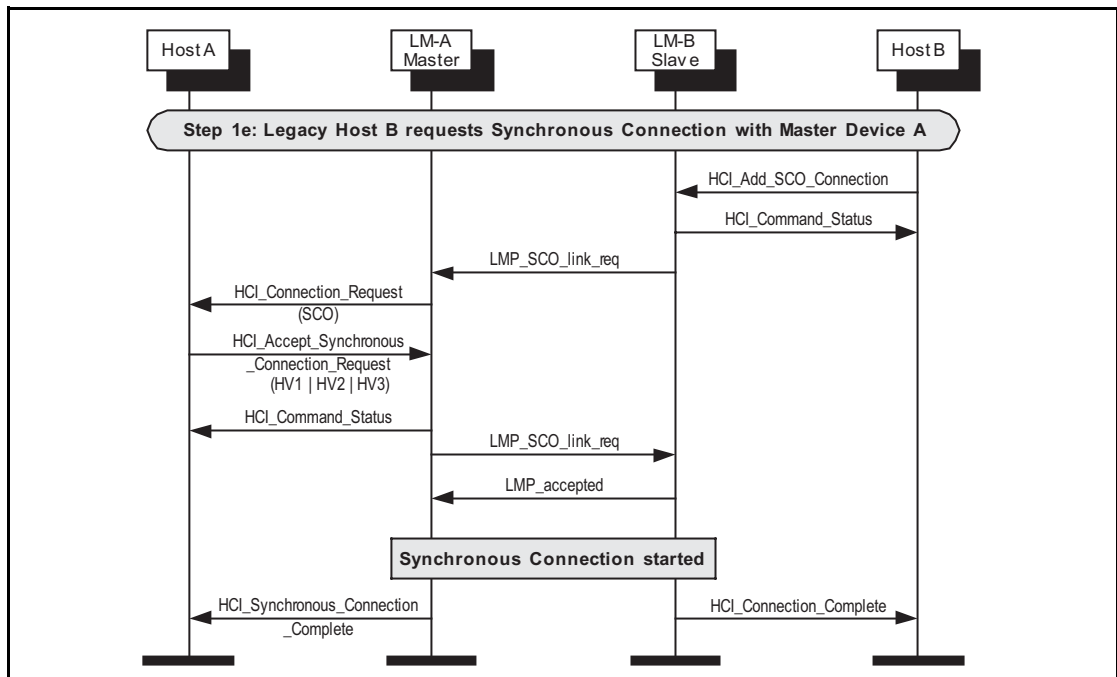 Host A
LM-A
Master
LM-B
Slave
Host B
Step 1e: Legacy Host B requests Synchronous Connection with Master Device A
HCI_Add_SCO_Connection
HCI_Command_Status
LMP_SCO_link_req
HCI_Connection_Request
(SCO)
HCI_Accept_Synchronous
_Connection_Request
(HV1 | HV2 | HV3)
HCI_Command_Status
LMP_SCO_link_req
LMP_accepted
Synchronous Connection started
HCI_Synchronous_Connection
_Complete
HCI_Connection_Complete